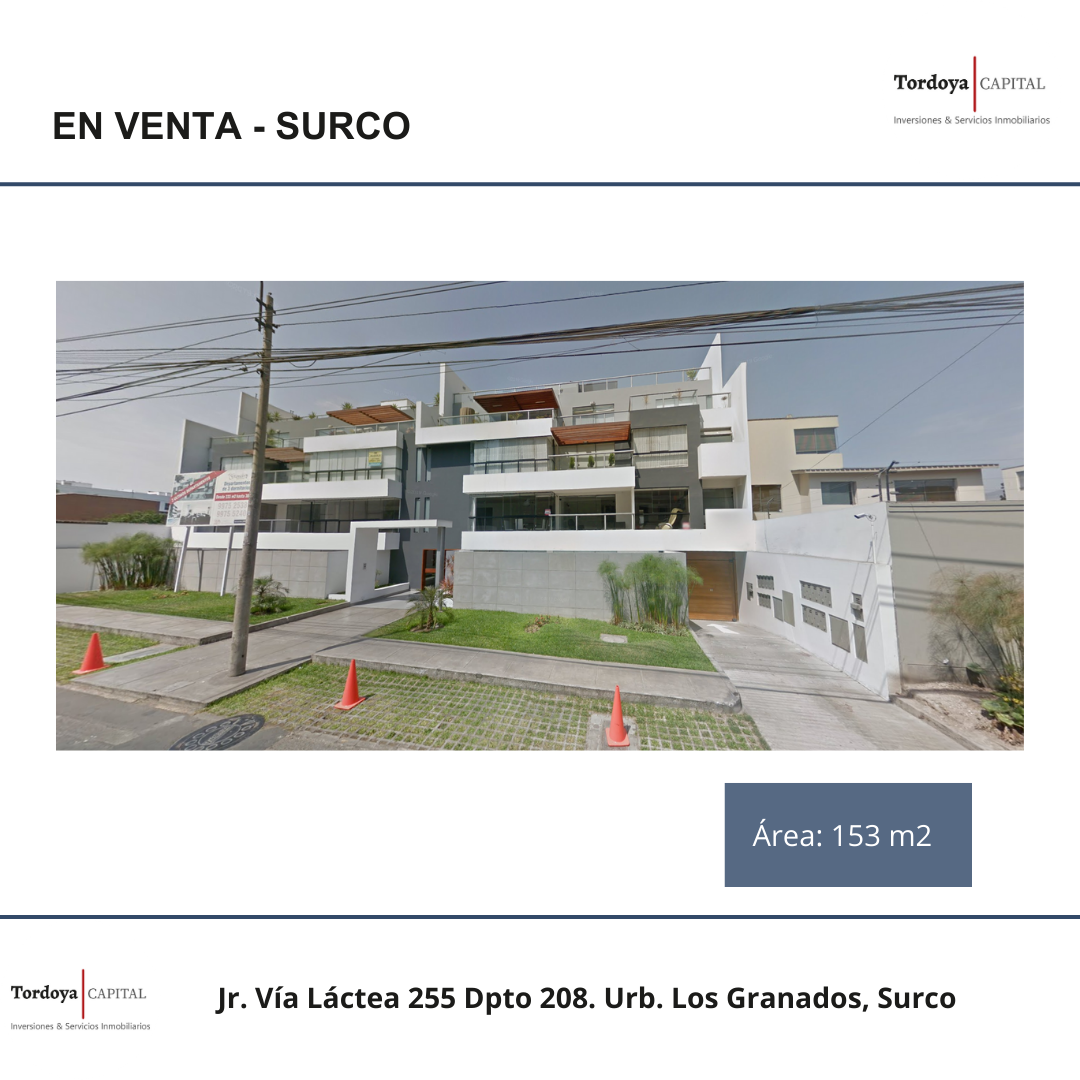 Tordoya CAPITAL
Inversiones & Servicios Inmobiliarios
EN VENTA - SURCO
Área: 153 m2
Tordoya CAPITAL
Inversiones & Servicios Inmobiliarios
Jr. Vía Láctea 255 Dpto 208. Urb. Los Granados, Surco